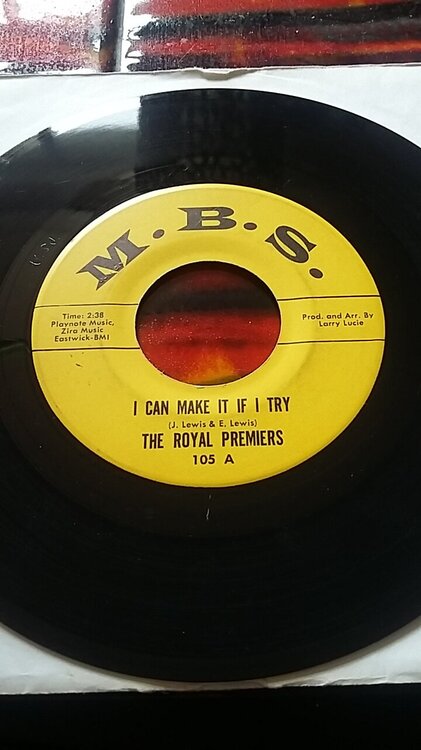 M.B.S.
Time: 2:38
Playnote Music,
Zira Music
Eastwick-BMI
Prod. and Arr. By
Larry Lucie
I CAN MAKE IT IF I TRY
(J. Lewis & E. Lewis)
THE ROYAL PREMIERS
105 A